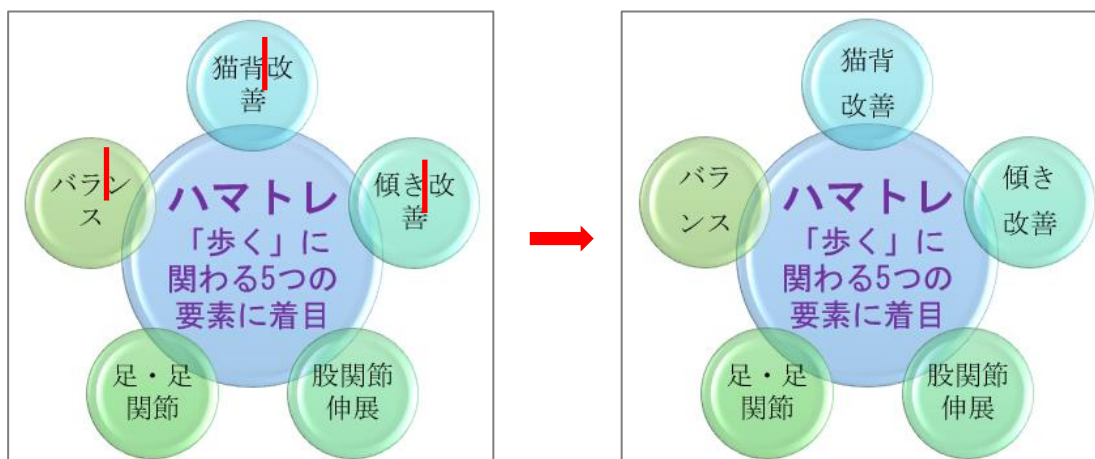 猫背改
善
バラン
ス
傾き改
善
ハマトレ
「歩く」に
関わる5つの
要素に着目
足・足
関節
股関節
伸展
猫背
改善
バラ
ンス
傾き
改善
ハマトレ
「歩く」に
関わる5つの
要素に着目
足・足
関節
股関節
伸展